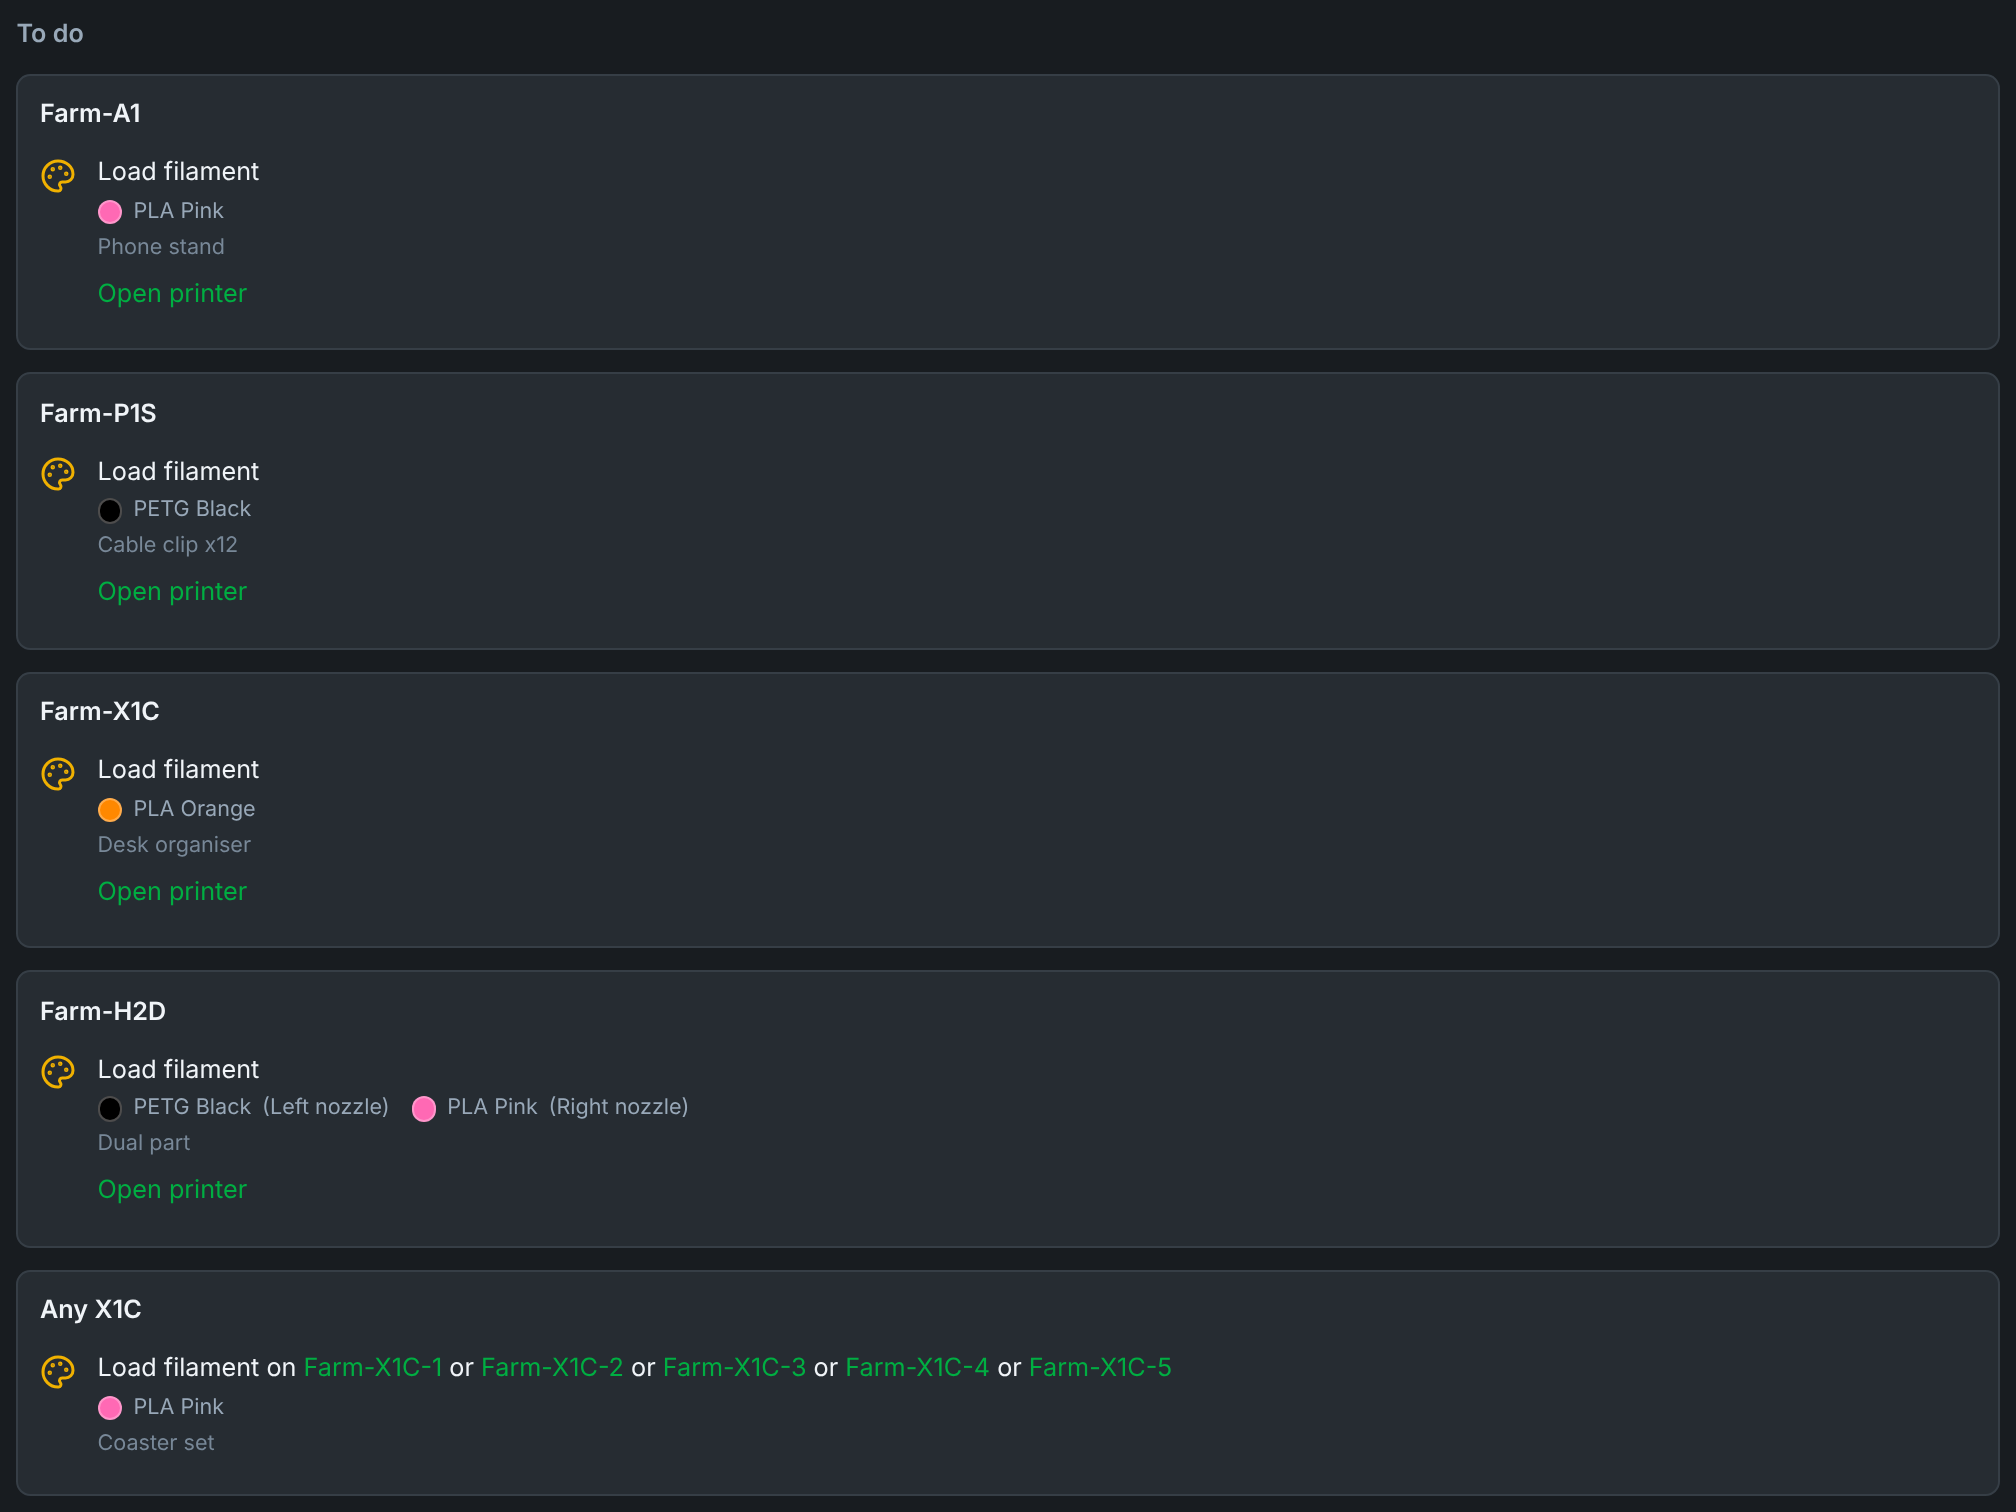 To do
Farm-A1
Load filament
PLA Pink
Phone stand
Open printer
Farm-P1S
Load filament
PETG Black
Cable clip x12
Open printer
Farm-X1C
Load filament
PLA Orange
Desk organiser
Open printer
Farm-H2D
Load filament
PETG Black (Left nozzle) PLA Pink (Right nozzle)
Dual part
Open printer
Any X1C
Load filament on Farm-X1C-1 or Farm-X1C-2 or Farm-X1C-3 or Farm-X1C-4 or Farm-X1C-5
PLA Pink
Coaster set